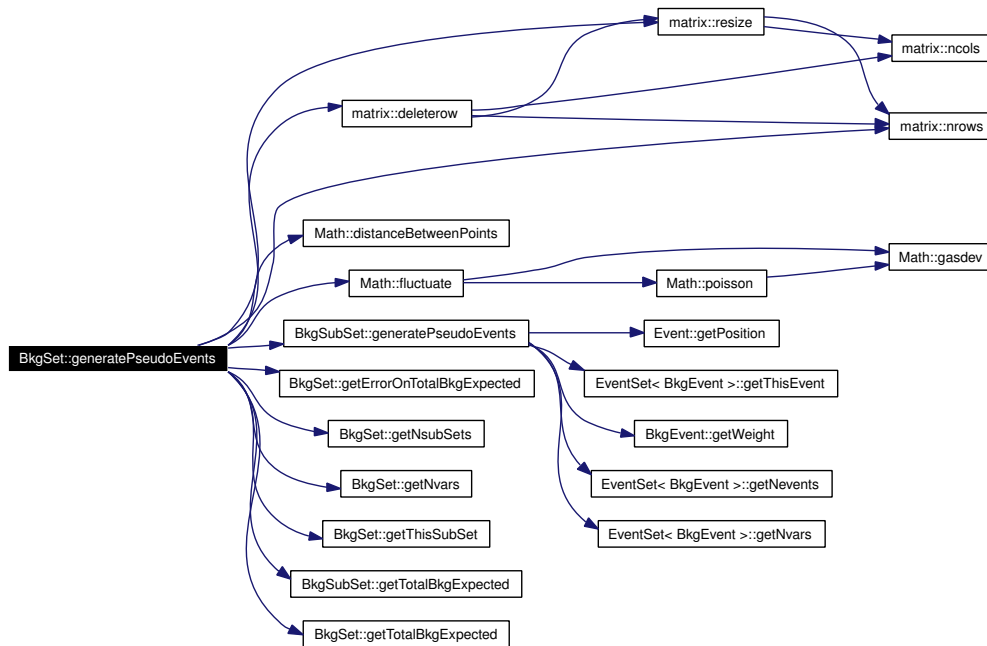 matrix::resize
matrix::ncols
matrix::deleterow
matrix::nrows
Math::distanceBetweenPoints
Math::gasdev
Math::fluctuate
Math::poisson
BkgSubSet::generatePseudoEvents
Event::getPosition
BkgSet::generatePseudoEvents
BkgSet::getErrorOnTotalBkgExpected
EventSet< BkgEvent >::getThisEvent
BkgSet::getNsubSets
BkgEvent::getWeight
BkgSet::getNvars
EventSet< BkgEvent >::getNevents
BkgSet::getThisSubSet
EventSet< BkgEvent >::getNvars
BkgSubSet::getTotalBkgExpected
BkgSet::getTotalBkgExpected